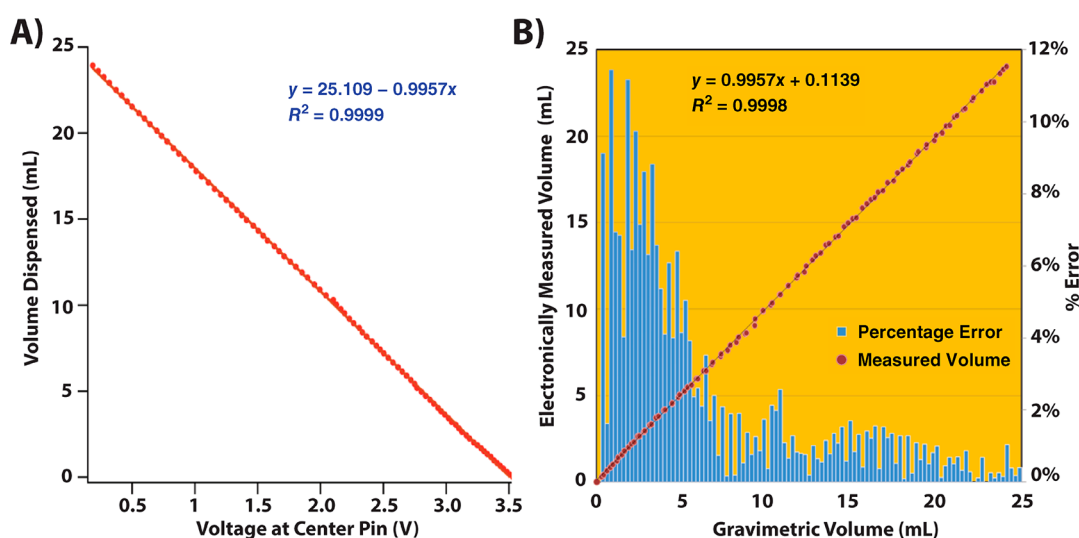 A)
25
20
15
10
5
0
Volume Dispensed (mL)
y = 25.109 – 0.9957x
R² = 0.9999
0.5 1 1.5 2.0 2.5 3.0 3.5
Voltage at Center Pin (V)
B)
25
20
15
10
5
0
Electronically Measured Volume (mL)
y = 0.9957x + 0.1139
R² = 0.9998
Percentage Error
Measured Volume
12%
10%
8%
6%
4%
2%
0%
% Error
0 5 10 15 20 25
Gravimetric Volume (mL)